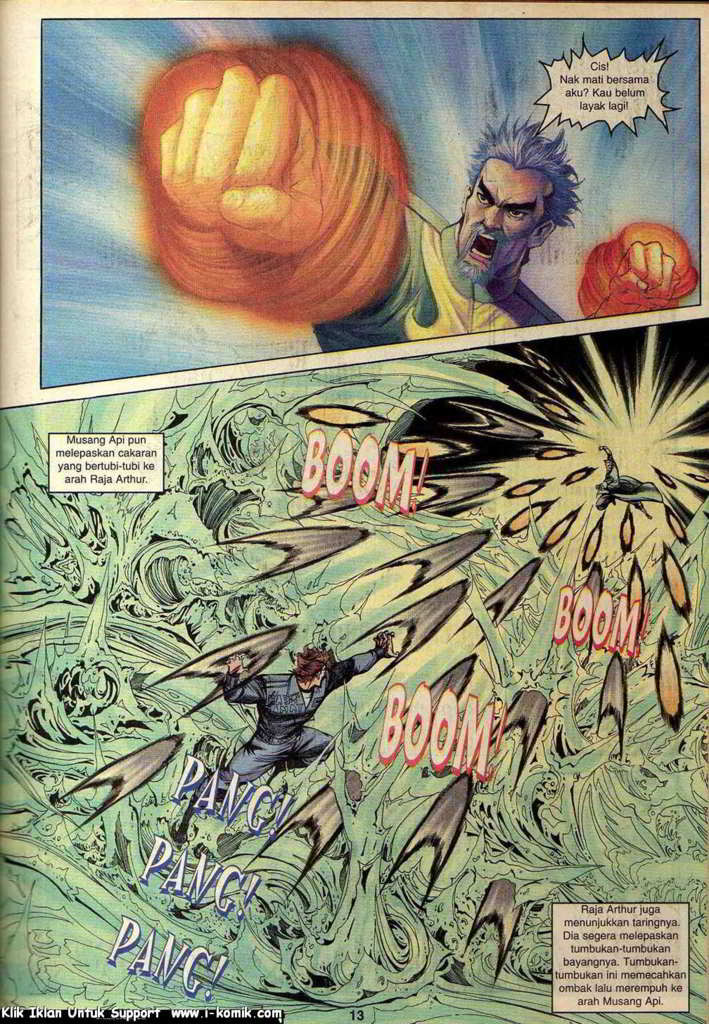 Cis!
Nak mati bersama
aku? Kau belum
layak lagi!
Musang Api pun
melepaskan cakaran
yang bertubi-tubi ke
arah Raja Arthur.
BOOM!
BOOM!
BOOM!
PANG!
PANG!
PANG!
Raja Arthur juga
menunjukkan taringnya.
Dia segera melepaskan
tumbukan-tumbukan
bayangnya. Tumbukan-
tumbukan ini memecahkan
ombak lalu merempuh ke
arah Musang Api.
Klik Iklan Untuk Support www.i-komik.com
13